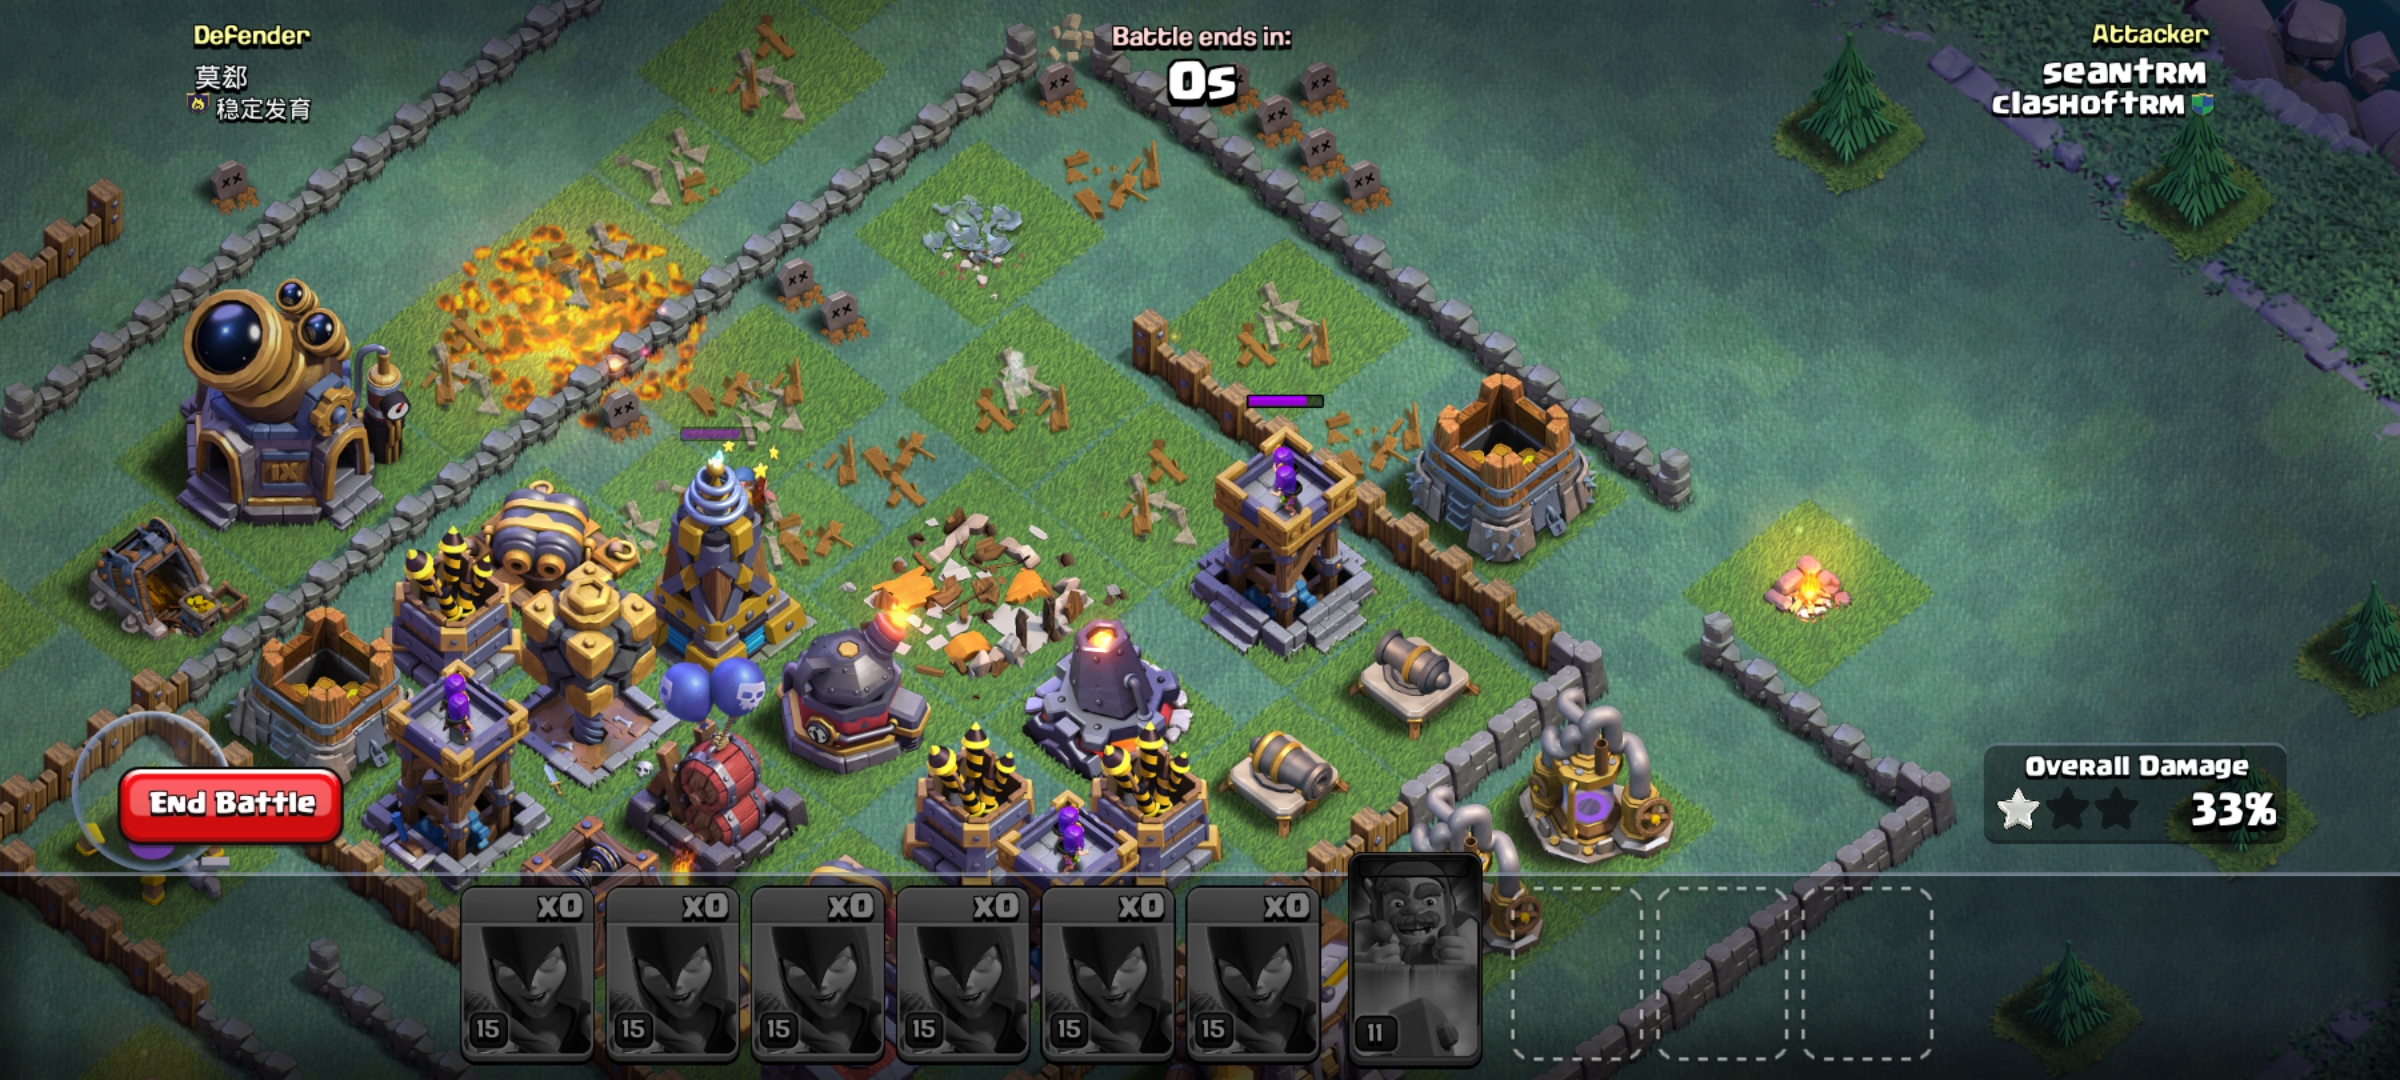 Defender
莫郄
稳定发育
Battle ends in:
0s
Attacker
seantRM
clashoftRM
IX
End Battle
Overall Damage
33%
x0
x0
x0
x0
x0
x0
15
15
15
15
15
15
11